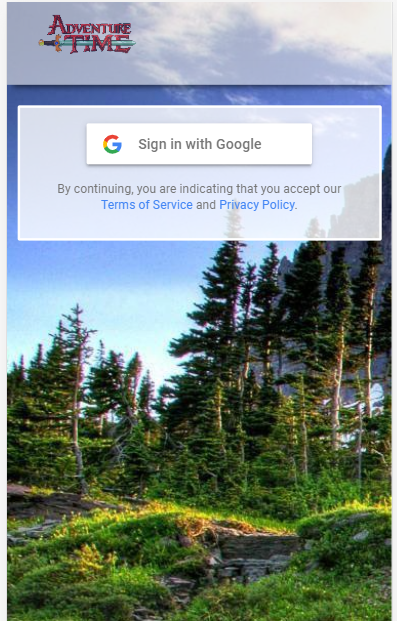 ADVENTURE
TIME
Sign in with Google
By continuing, you are indicating that you accept our
Terms of Service and Privacy Policy.